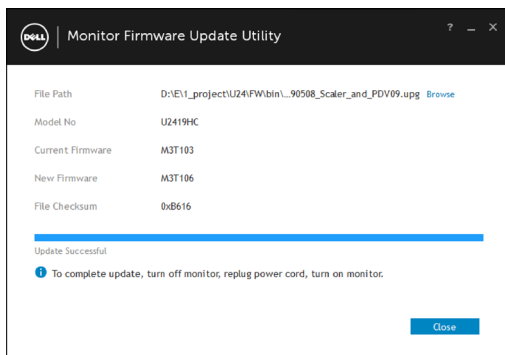 DELL
Monitor Firmware Update Utility
? _ X
File Path D:\E\1_project\U24\FW\bin\...90508_Scaler_and_PDV09.upg Browse
Model No U2419HC
Current Firmware M3T103
New Firmware M3T106
File Checksum 0xB616
Update Successful
i To complete update, turn off monitor, replug power cord, turn on monitor.
Close